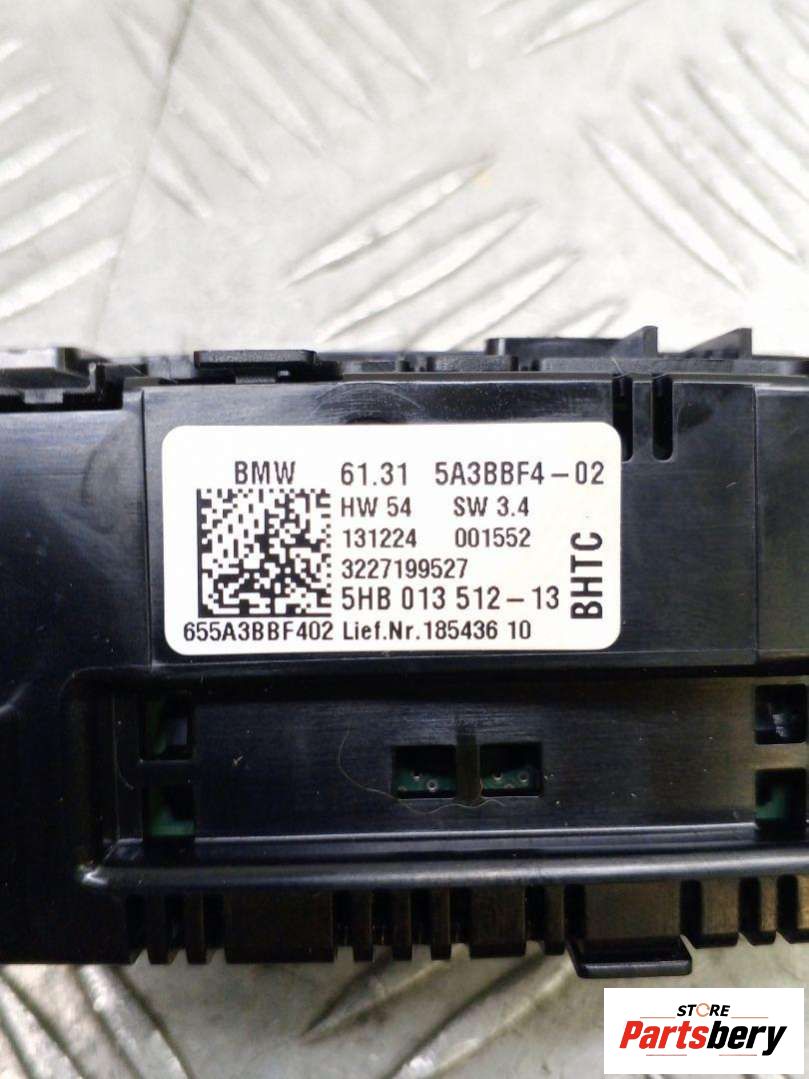 BMW 61.31 5A3BBF4-02
HW 54 SW 3.4
131224 001552
3227199527
5HB 013 512-13
655A3BBF402 Lief.Nr.185436 10
BHTC
STORE
Partsbery